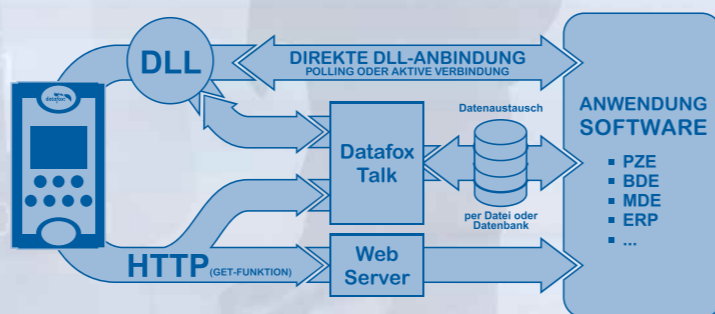 DLL
DIREKTE DLL-ANBINDUNG
POLLING ODER AKTIVE VERBINDUNG
datafox
Datafox
Talk
Datenaustausch
per Datei oder
Datenbank
ANWENDUNG
SOFTWARE
▪ PZE
▪ BDE
▪ MDE
▪ ERP
▪ ...
HTTP (GET-FUNKTION)
Web
Server